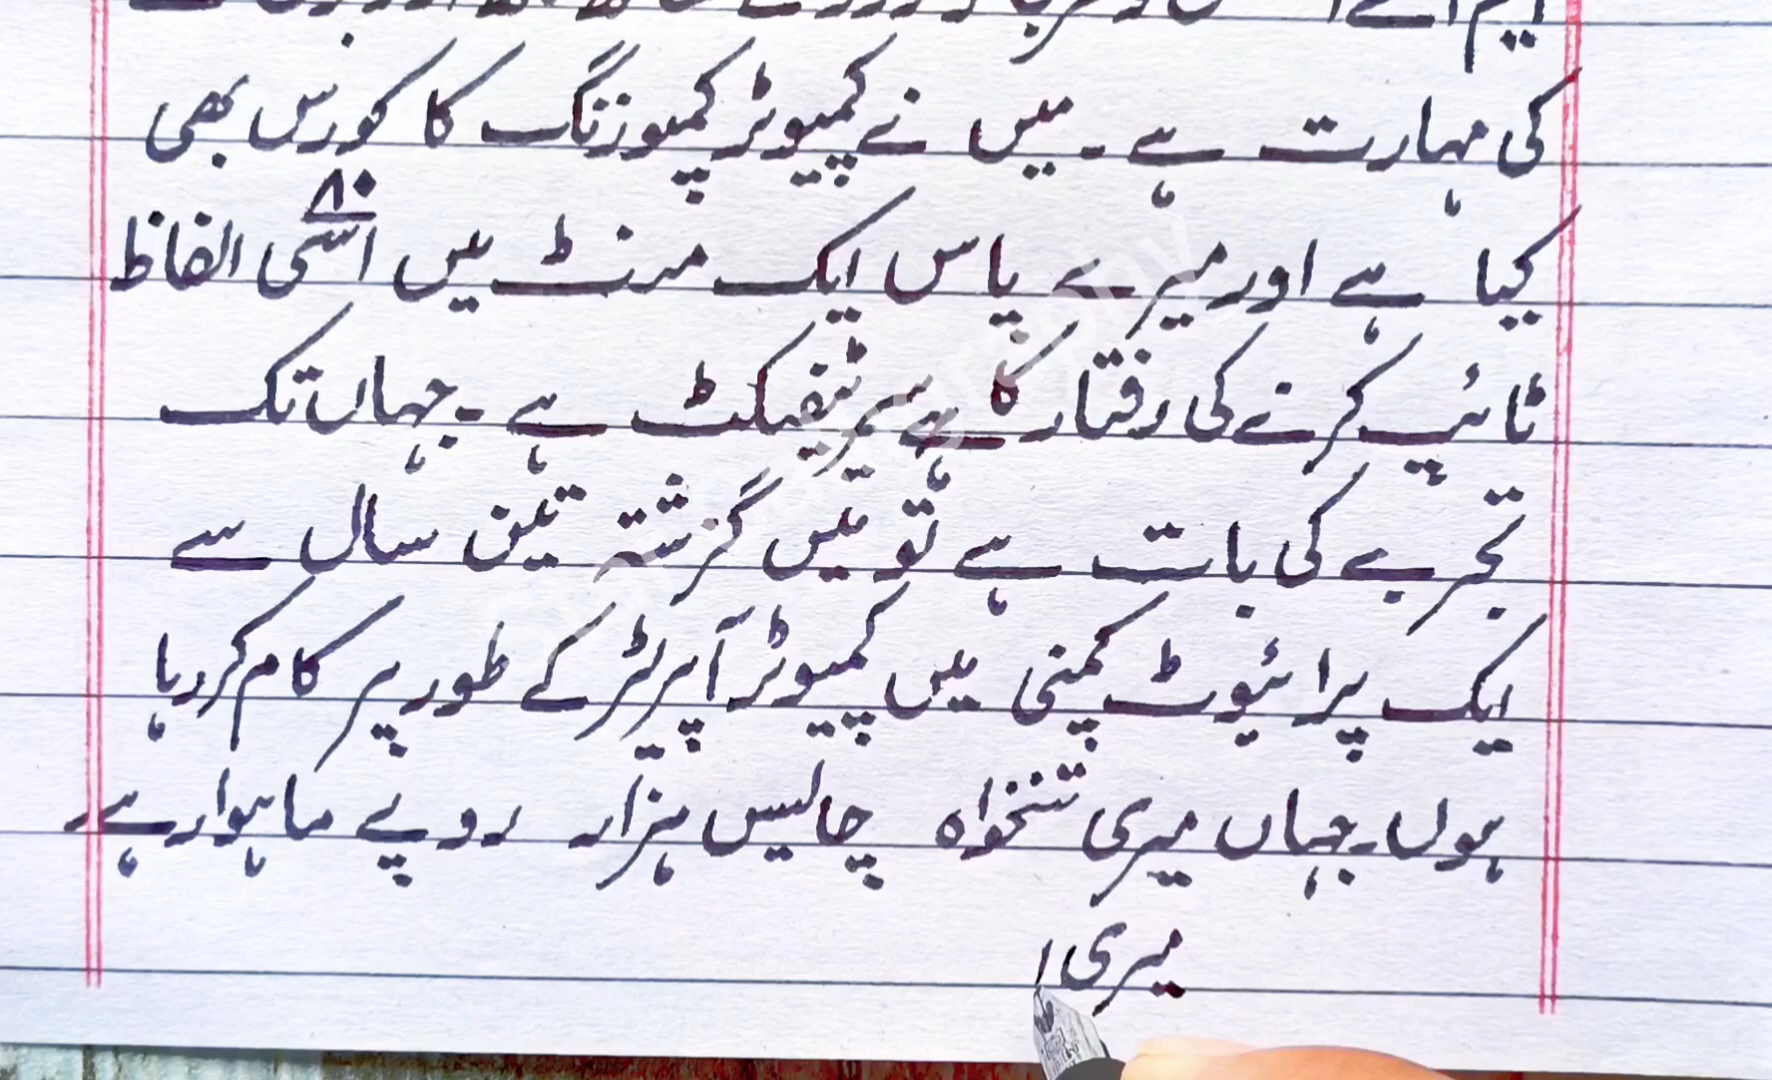 کی مہارت ہے۔ میں نے کمپیوٹر کمپوزنگ کا کورس بھی
کیا ہے اور میرے پاس ایک منٹ میں اسّی ۸۰ الفاظ
ٹائپ کرنے کی رفتار کا ہے سرٹیفکٹ ہے۔ جہاں تک
تجربے کی بات ہے تو میں گزشتہ تین سال سے
ایک پرائیوٹ کمپنی میں کمپیوٹر آپریٹر کے طور پر کام کر رہا
ہوں۔ جہاں میری تنخواہ چالیس ہزار روپے ماہوار ہے
میری ا